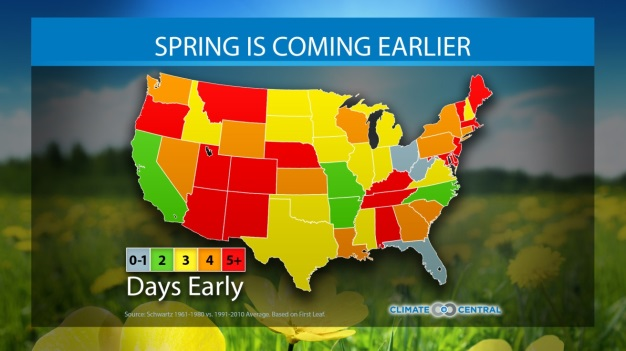 SPRING IS COMING EARLIER
0-1 2 3 4 5+
Days Early
Source: Schwartz 1961-1980 vs. 1991-2010 Average. Based on First Leaf.
CLIMATE CENTRAL